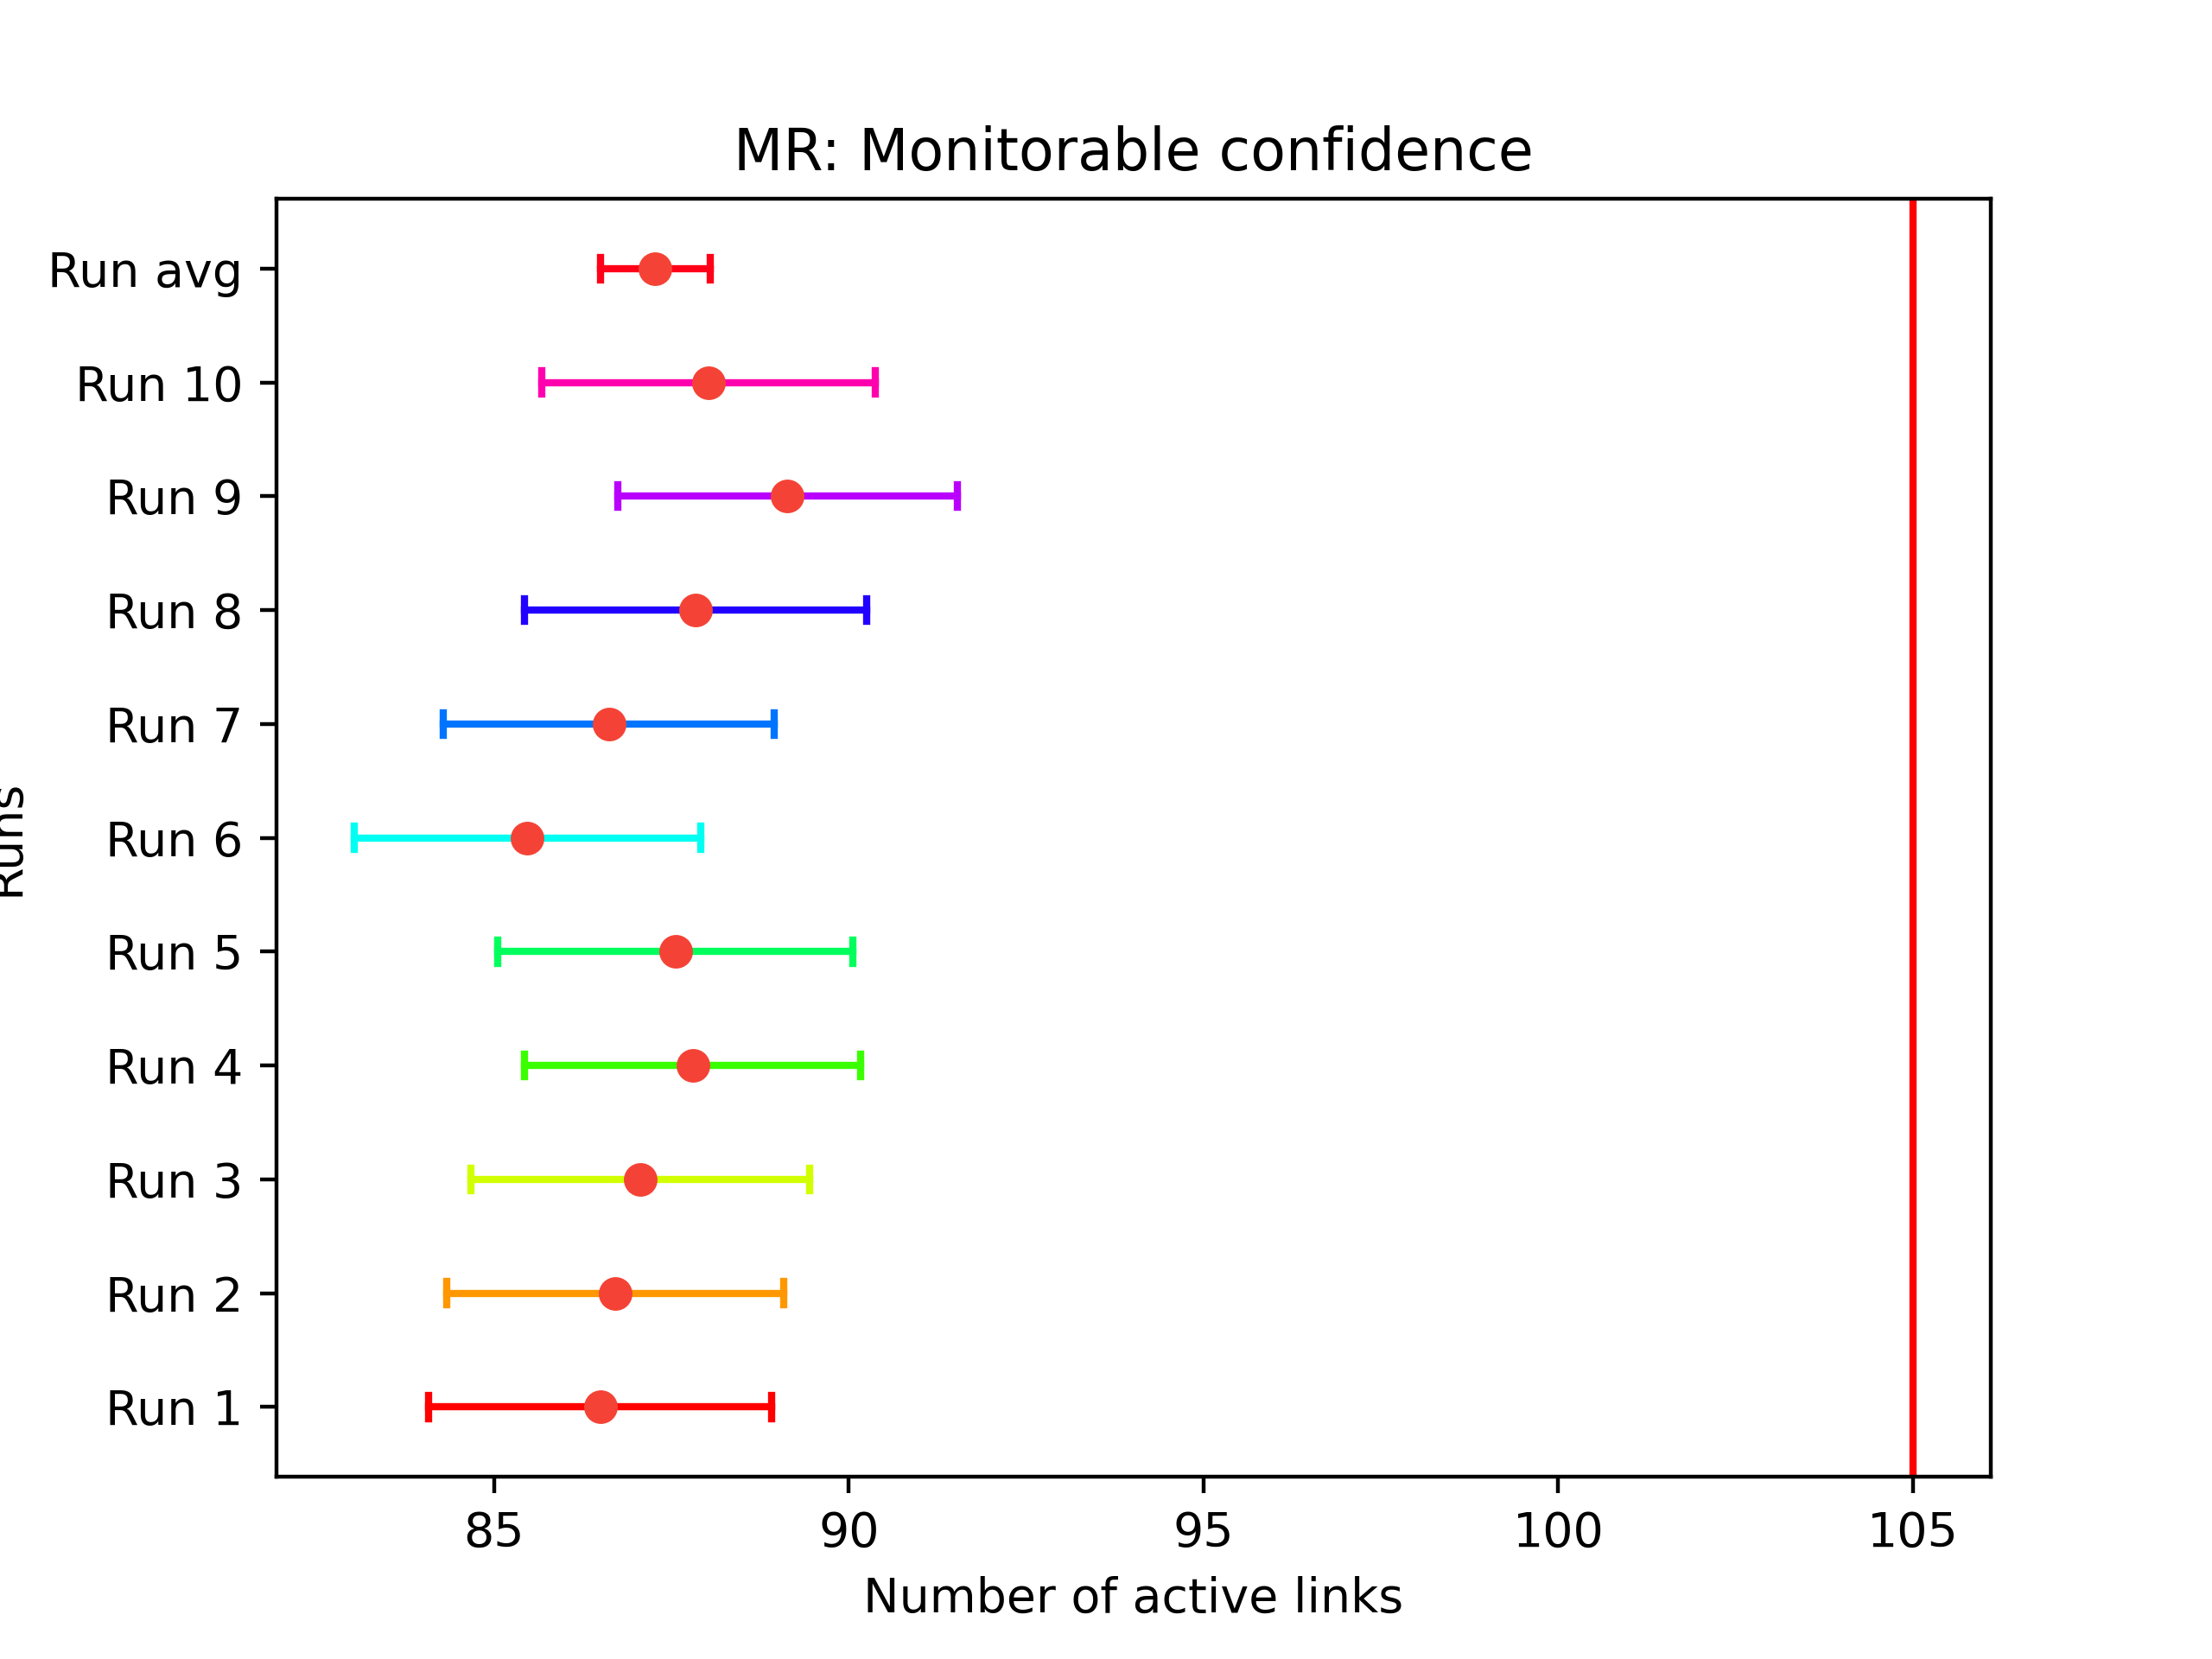 MR: Monitorable confidence
Run avg
Run 10
Run 9
Run 8
Run 7
Run 6
Run 5
Run 4
Run 3
Run 2
Run 1
Runs
85 90 95 100 105
Number of active links